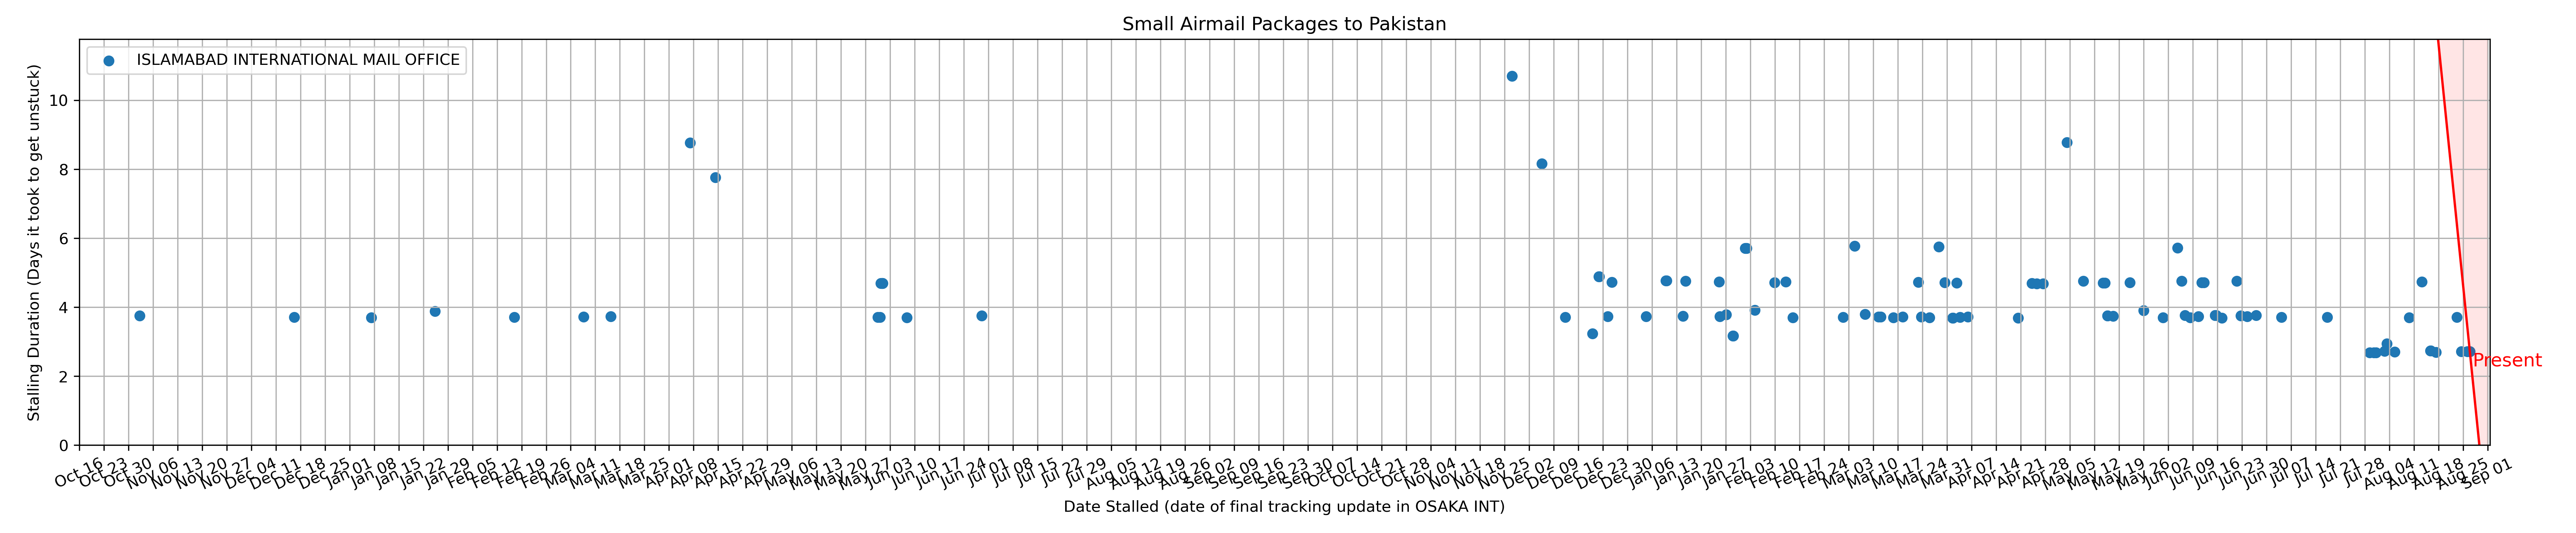 Small Airmail Packages to Pakistan
ISLAMABAD INTERNATIONAL MAIL OFFICE
Stalling Duration (Days it took to get unstuck)
10
8
6
4
2
0
Present
Oct 16
Oct 23
Oct 30
Nov 06
Nov 13
Nov 20
Nov 27
Dec 04
Dec 11
Dec 18
Dec 25
Jan 01
Jan 08
Jan 15
Jan 22
Jan 29
Feb 05
Feb 12
Feb 19
Feb 26
Mar 04
Mar 11
Mar 18
Mar 25
Apr 01
Apr 08
Apr 15
Apr 22
Apr 29
May 06
May 13
May 20
May 27
Jun 03
Jun 10
Jun 17
Jun 24
Jul 01
Jul 08
Jul 15
Jul 22
Jul 29
Aug 05
Aug 12
Aug 19
Aug 26
Sep 02
Sep 09
Sep 16
Sep 23
Sep 30
Oct 07
Oct 14
Oct 21
Oct 28
Nov 04
Nov 11
Nov 18
Nov 25
Dec 02
Dec 09
Dec 16
Dec 23
Dec 30
Jan 06
Jan 13
Jan 20
Jan 27
Feb 03
Feb 10
Feb 17
Feb 24
Mar 03
Mar 10
Mar 17
Mar 24
Mar 31
Apr 07
Apr 14
Apr 21
Apr 28
May 05
May 12
May 19
May 26
Jun 02
Jun 09
Jun 16
Jun 23
Jun 30
Jul 07
Jul 14
Jul 21
Jul 28
Aug 04
Aug 11
Aug 18
Aug 25
Sep 01
Date Stalled (date of final tracking update in OSAKA INT)